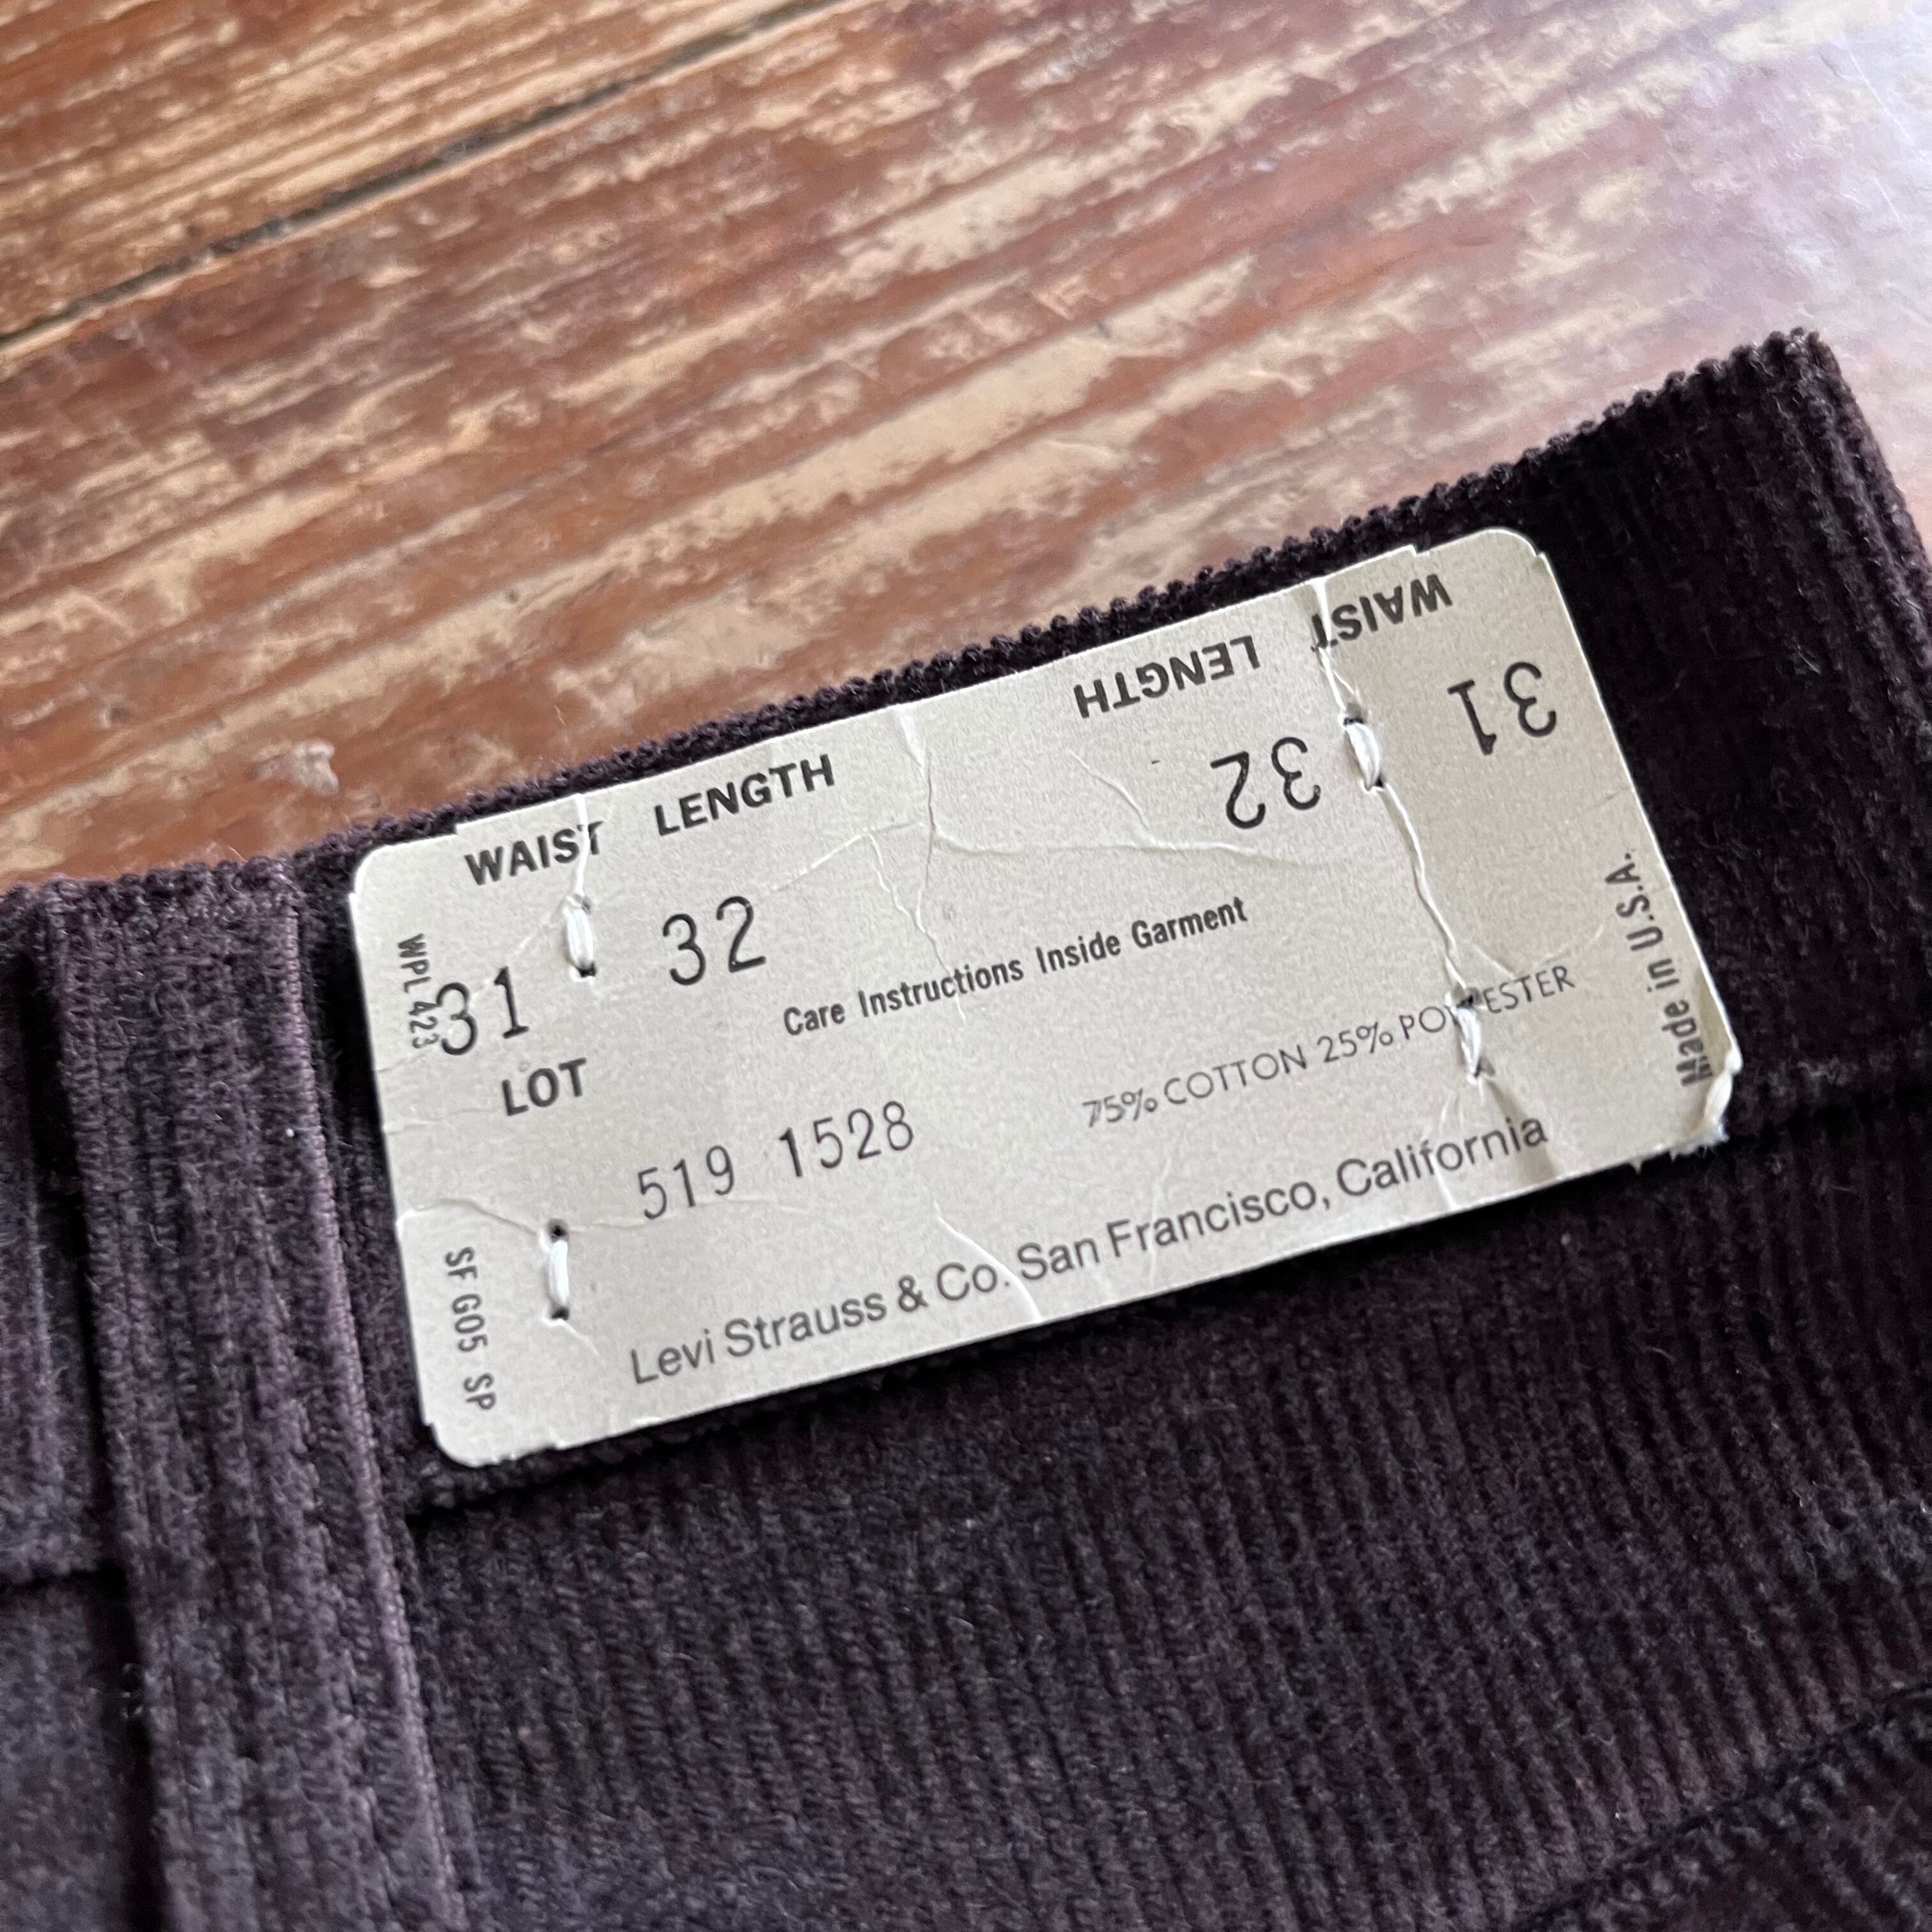 WAIST LENGTH
31 32
WPL 423
LOT
519 1528
SF G05 SP
Care Instructions Inside Garment
75% COTTON 25% POLYESTER
Levi Strauss & Co. San Francisco, California
Made in U.S.A.
WAIST LENGTH
31 32